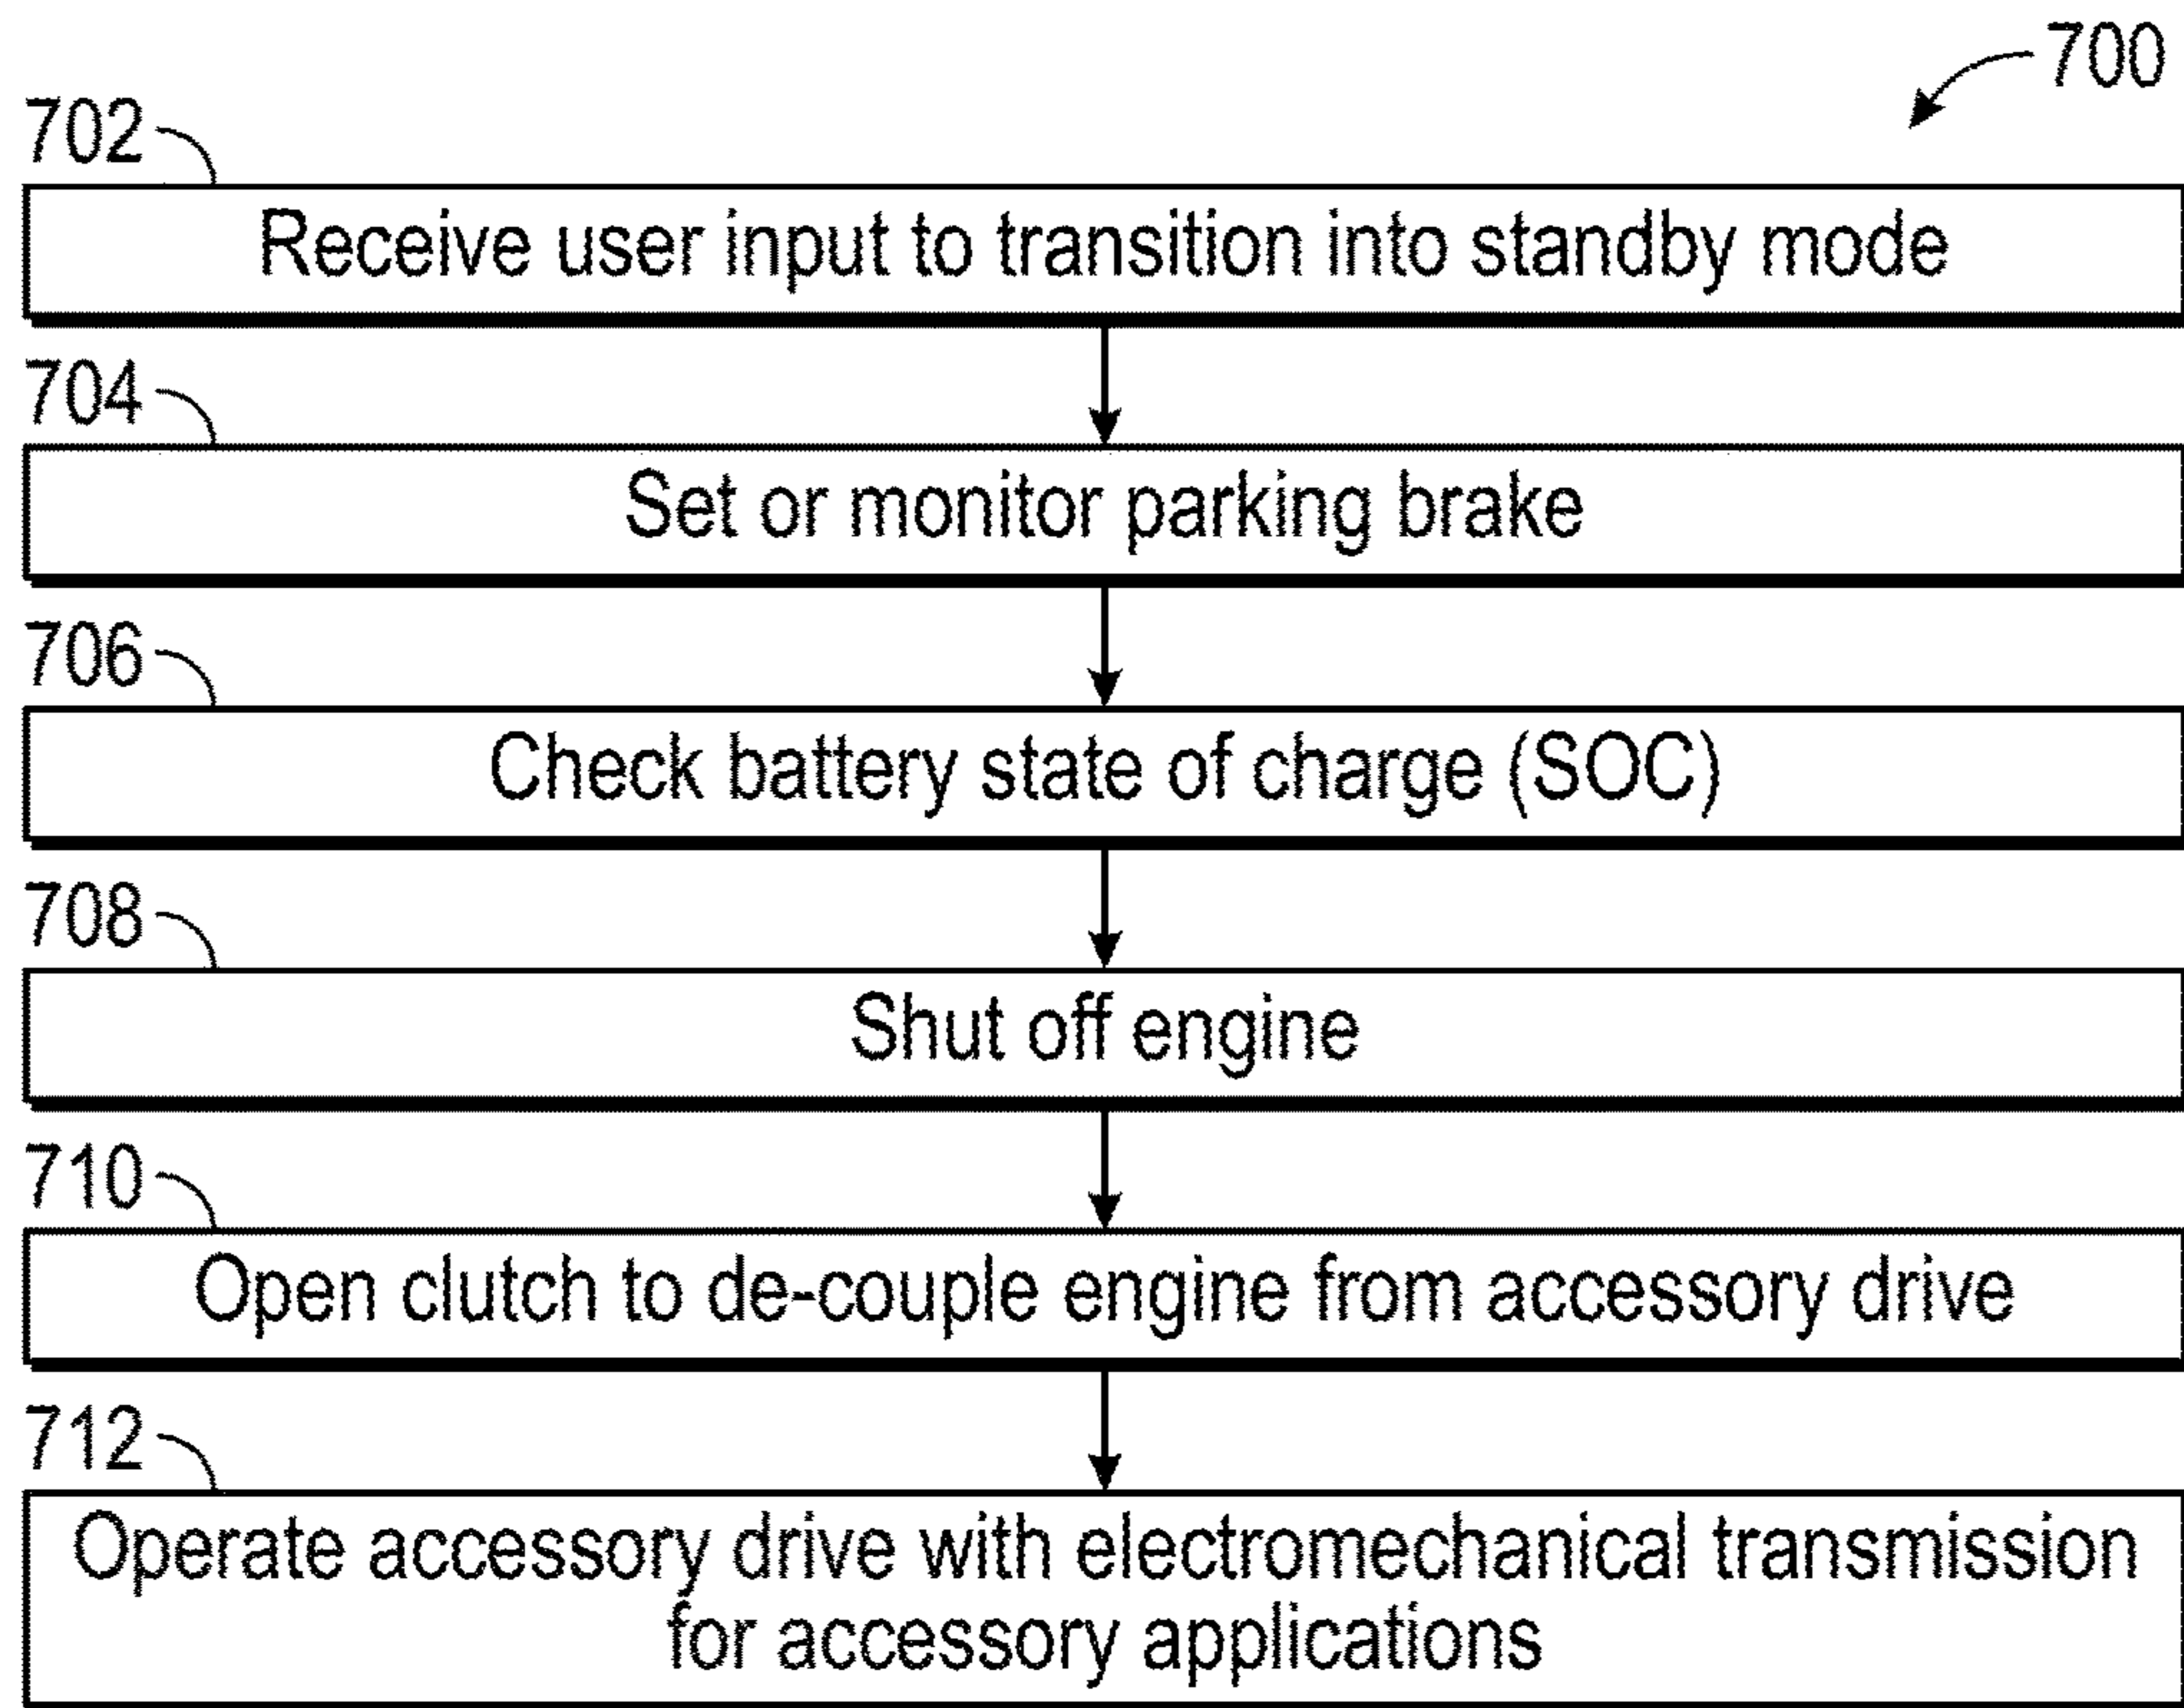 700
702
Receive user input to transition into standby mode
704
Set or monitor parking brake
706
Check battery state of charge (SOC)
708
Shut off engine
710
Open clutch to de-couple engine from accessory drive
712
Operate accessory drive with electromechanical transmission
for accessory applications